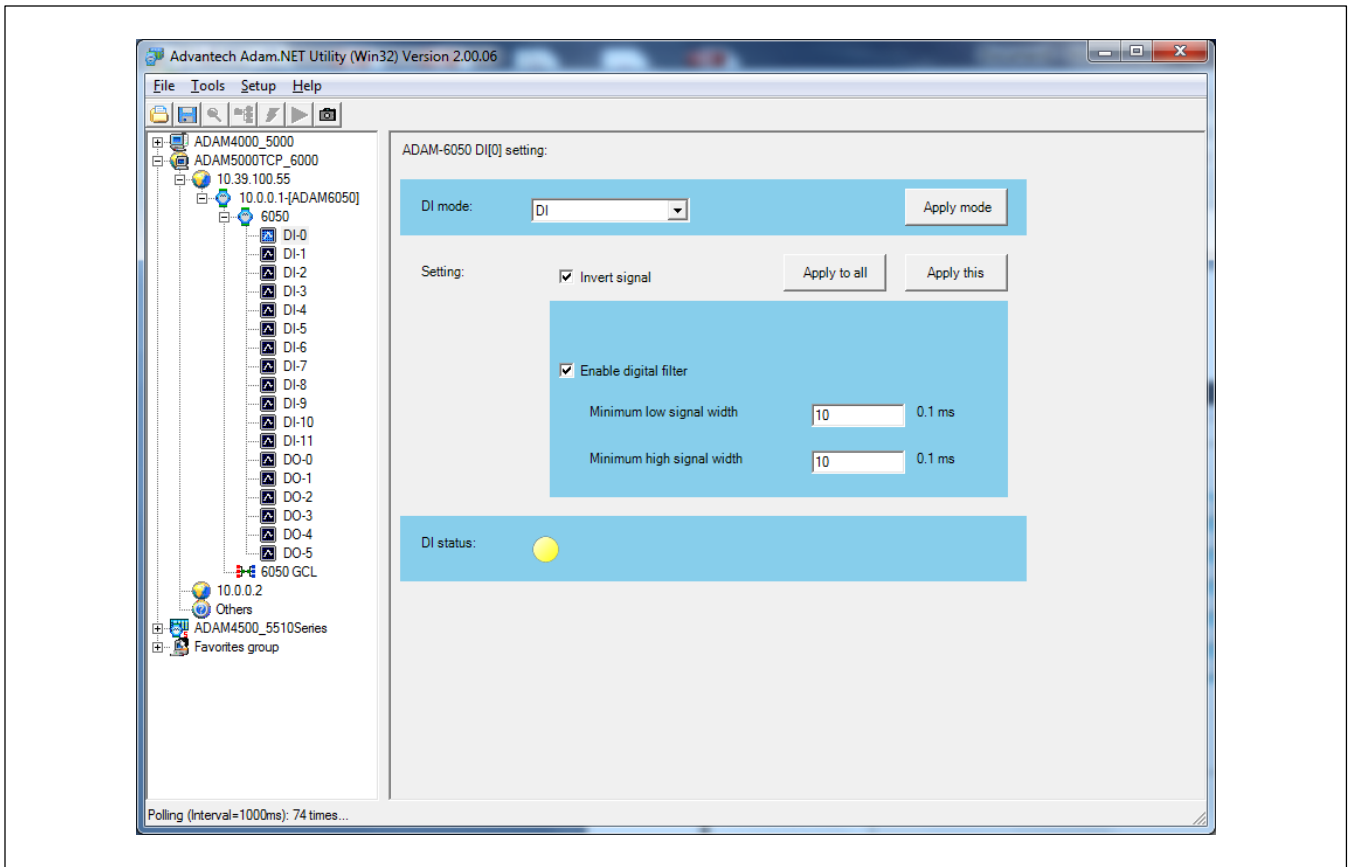 Advantech Adam.NET Utility (Win32) Version 2.00.06
File Tools Setup Help
ADAM4000_5000
ADAM5000TCP_6000
10.39.100.55
10.0.0.1-[ADAM6050]
6050
DI-0
DI-1
DI-2
DI-3
DI-4
DI-5
DI-6
DI-7
DI-8
DI-9
DI-10
DI-11
DO-0
DO-1
DO-2
DO-3
DO-4
DO-5
6050 GCL
10.0.0.2
Others
ADAM4500_5510Series
Favorites group
ADAM-6050 DI[0] setting:
DI mode: DI Apply mode
Setting: Invert signal Apply to all Apply this
Enable digital filter
Minimum low signal width 10 0.1 ms
Minimum high signal width 10 0.1 ms
DI status:
Polling (Interval=1000ms): 74 times...